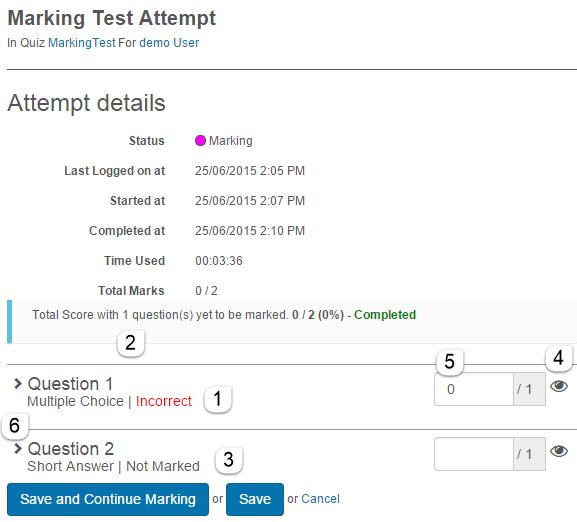 Marking Test Attempt
In Quiz MarkingTest For demo User
Attempt details
Status Marking
Last Logged on at 25/06/2015 2:05 PM
Started at 25/06/2015 2:07 PM
Completed at 25/06/2015 2:10 PM
Time Used 00:03:36
Total Marks 0 / 2
Total Score with 1 question(s) yet to be marked. 0 / 2 (0%) - Completed
2
5 4
Question 1 0 / 1
Multiple Choice | Incorrect 1
6
Question 2 / 1
Short Answer | Not Marked 3
Save and Continue Marking or Save or Cancel